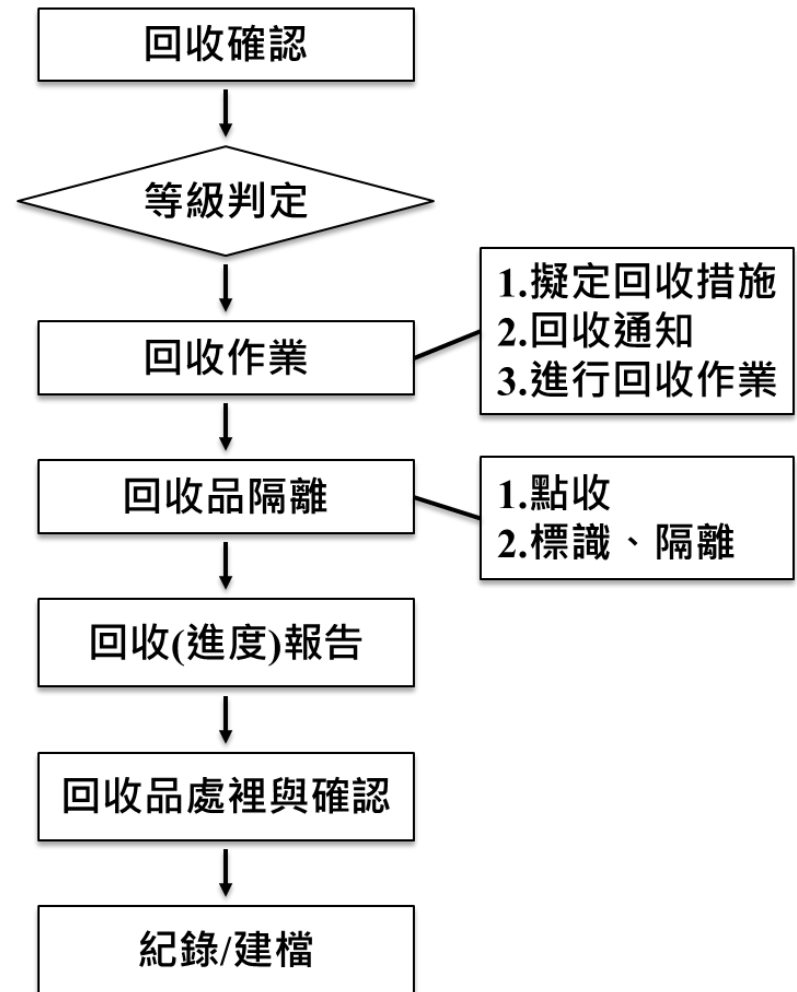 回收確認
等級判定
回收作業
1.擬定回收措施
2.回收通知
3.進行回收作業
回收品隔離
1.點收
2.標識、隔離
回收(進度)報告
回收品處裡與確認
紀錄/建檔